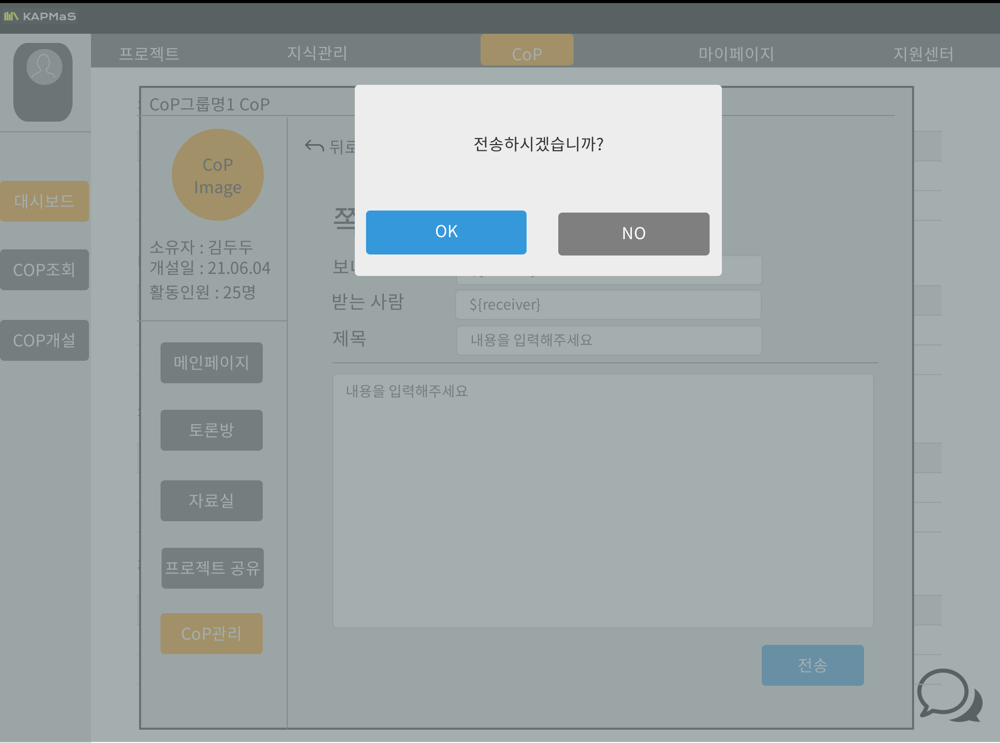 KAPMaS
프로젝트
지식관리
CoP
마이페이지
지원센터
대시보드
COP조회
COP개설
CoP그룹명1 CoP
CoP
Image
소유자 : 김두두
개설일 : 21.06.04
활동인원 : 25명
메인페이지
토론방
자료실
프로젝트 공유
CoP관리
뒤로
전송하시겠습니까?
OK
NO
받는 사람
${receiver}
제목
내용을 입력해주세요
내용을 입력해주세요
전송